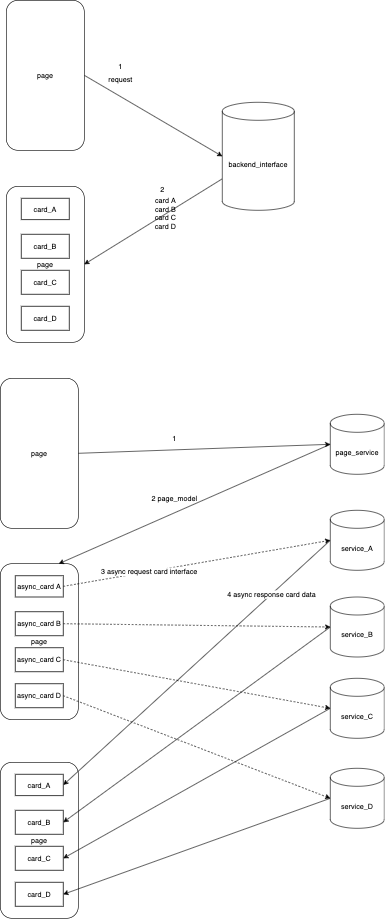 page
1
request
backend_interface
2
card A
card B
card C
card D
card_A
card_B
page
card_C
card_D
page
1
page_service
2 page_model
service_A
async_card A
3 async request card interface
4 async response card data
async_card B
service_B
page
async_card C
async_card D
service_C
card_A
service_D
card_B
page
card_C
card_D